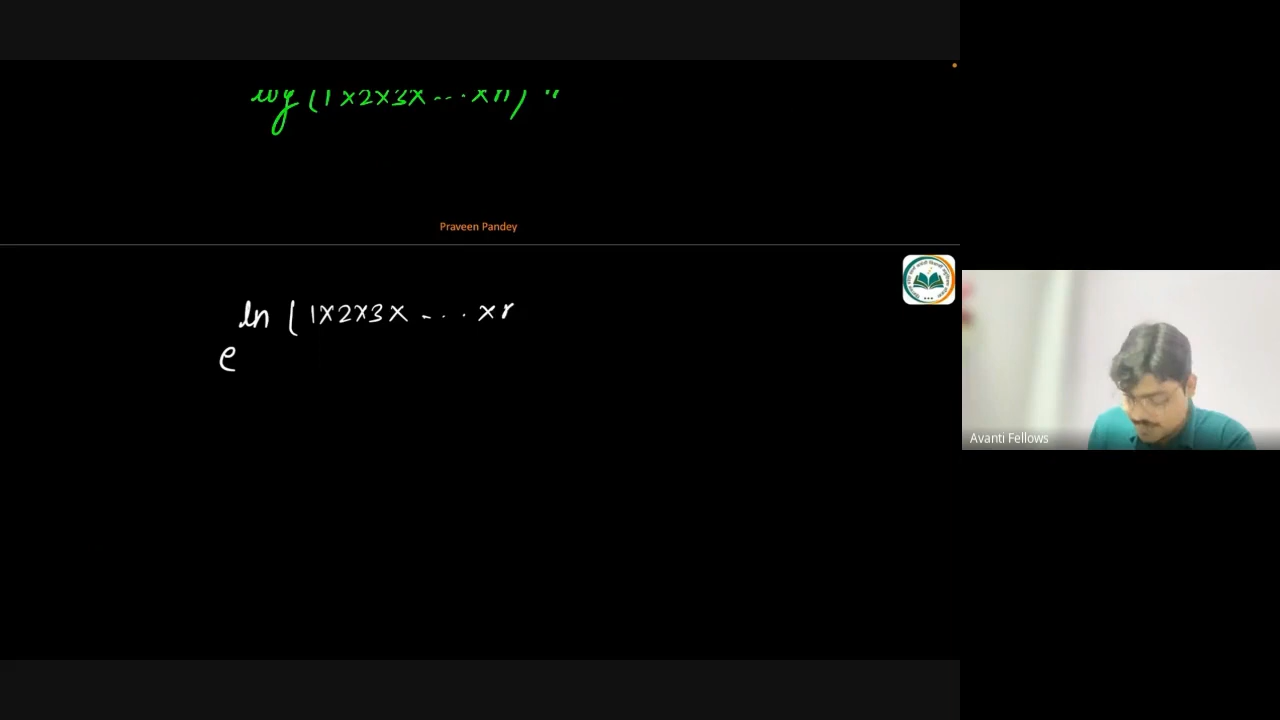 log (1×2×3×--·×n) n
Praveen Pandey
e^ln (1×2×3× -··· ×r
Avanti Fellows